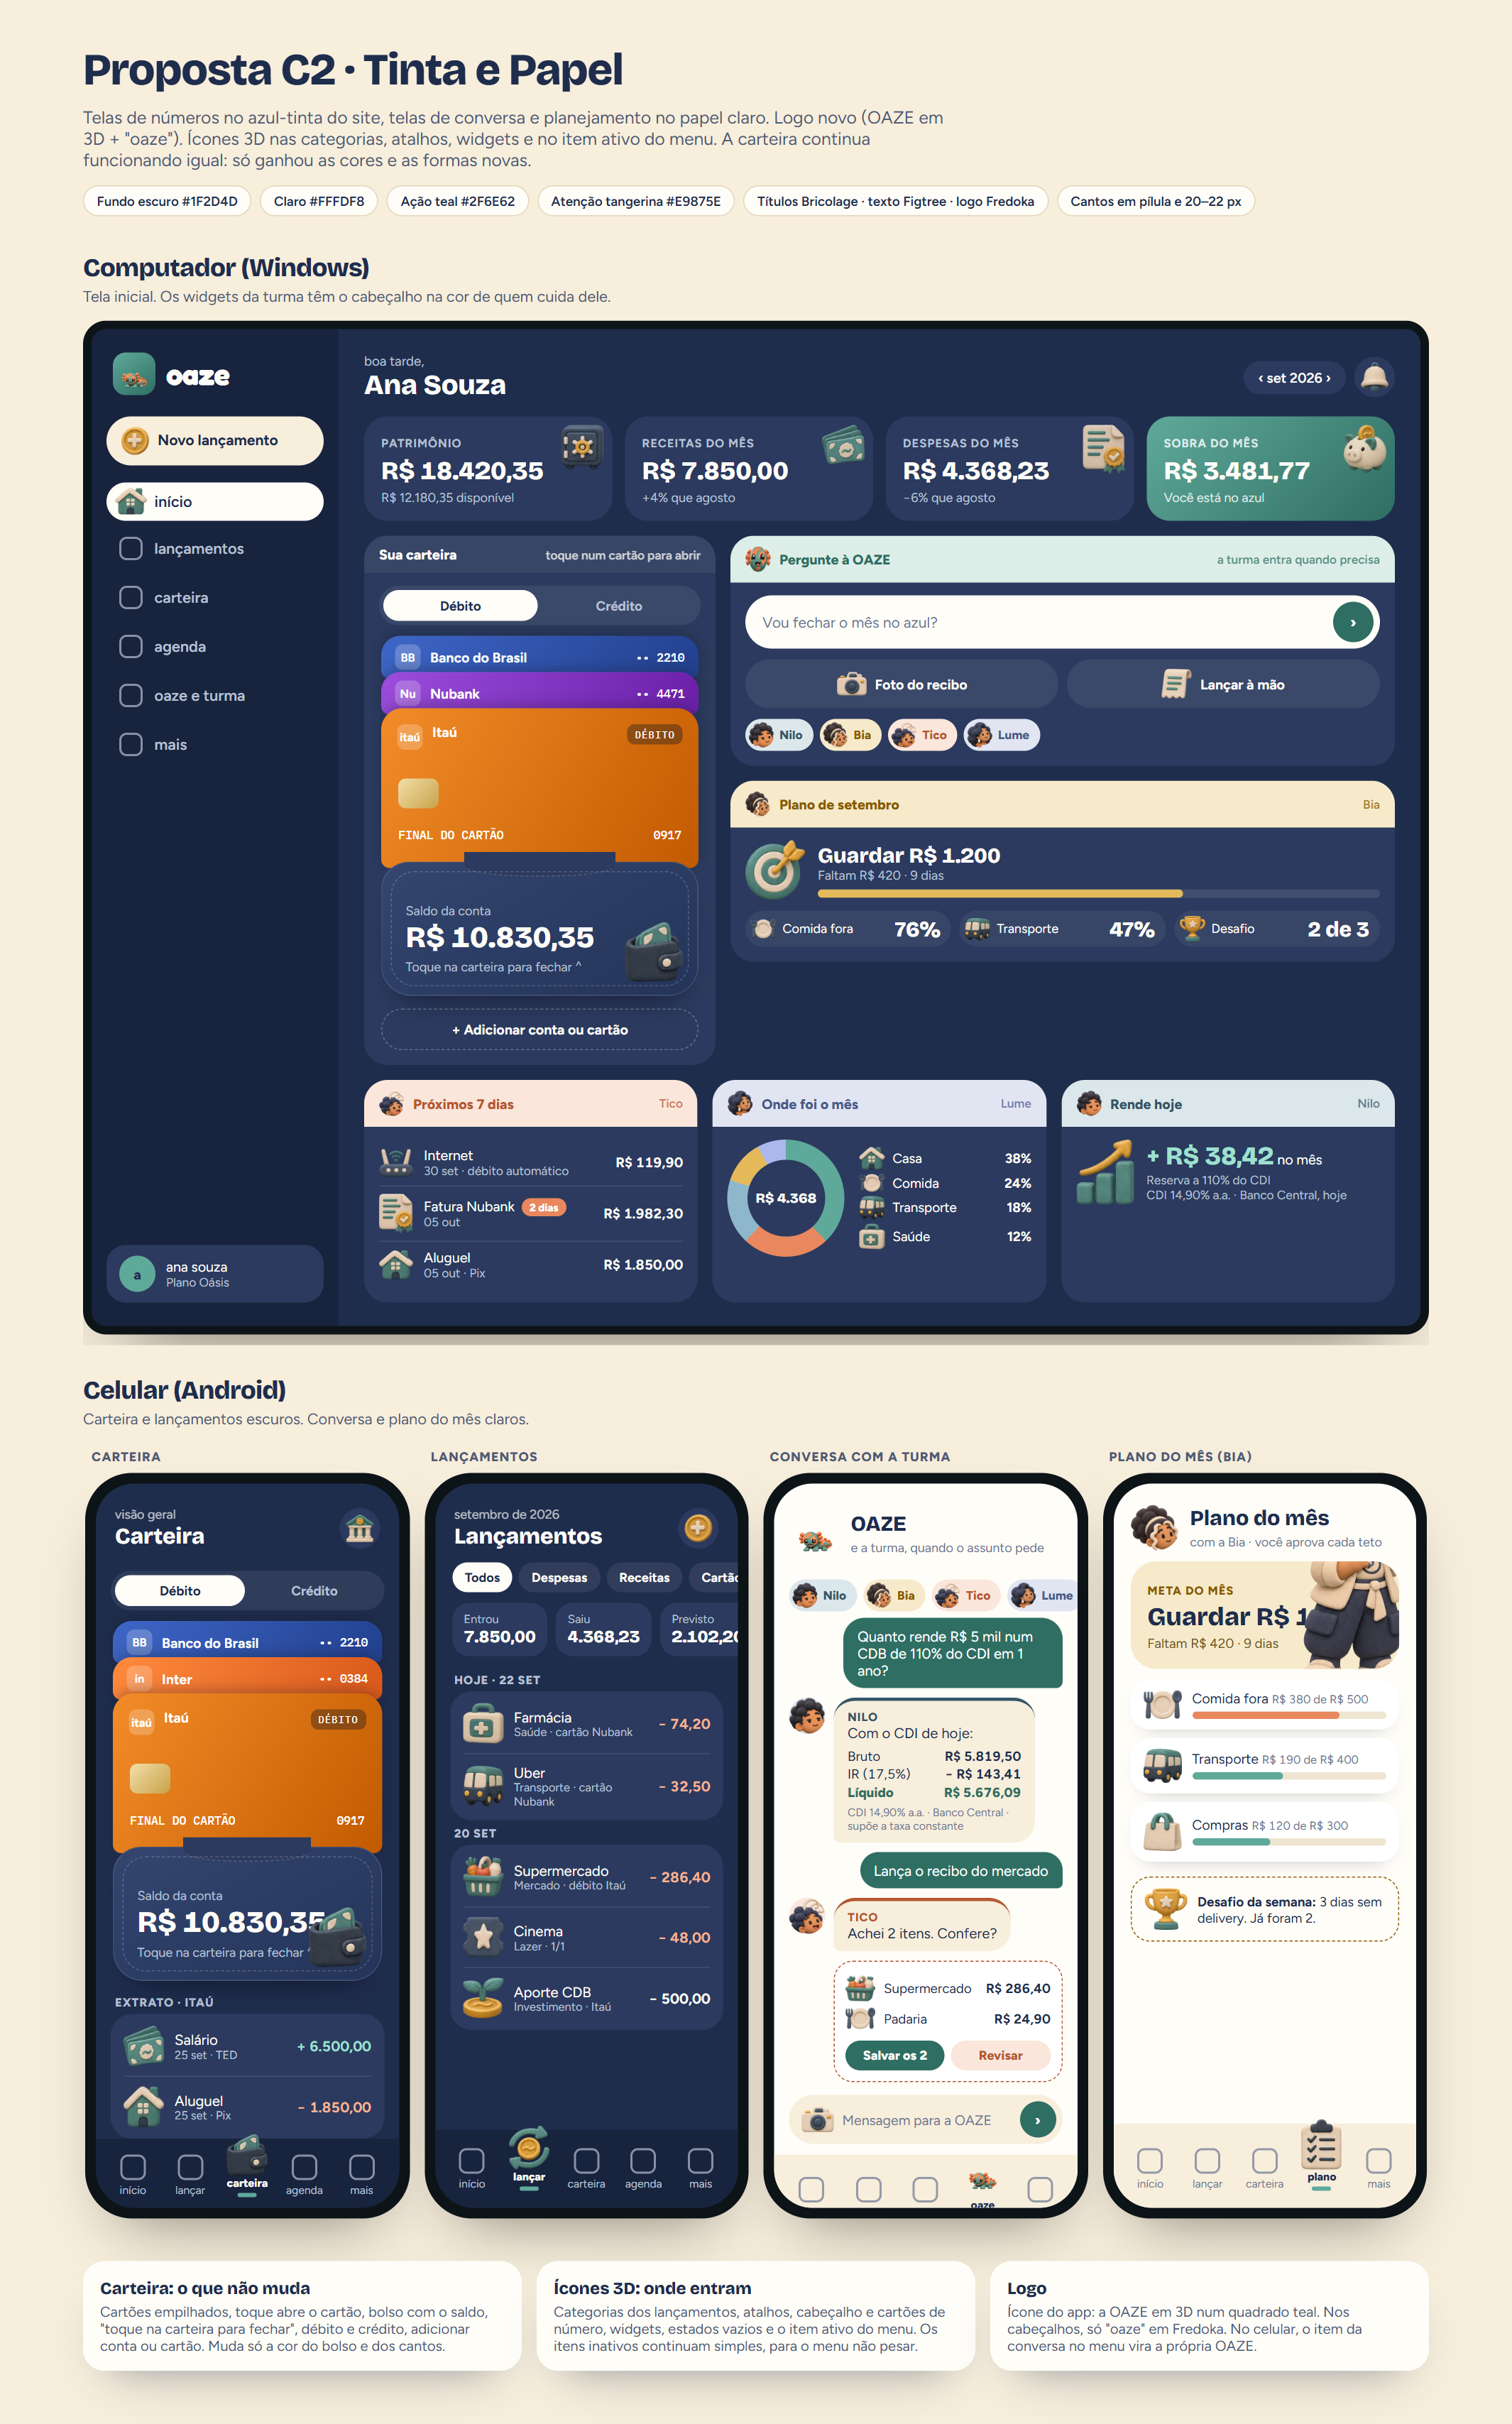 Proposta C2 · Tinta e Papel
Telas de números no azul-tinta do site, telas de conversa e planejamento no papel claro. Logo novo (OAZE em
3D + "oaze"). Ícones 3D nas categorias, atalhos, widgets e no item ativo do menu. A carteira continua
funcionando igual: só ganhou as cores e as formas novas.
Fundo escuro #1F2D4D
Claro #FFFDF8
Ação teal #2F6E62
Atenção tangerina #E9875E
Títulos Bricolage · texto Figtree · logo Fredoka
Cantos em pílula e 20–22 px
Computador (Windows)
Tela inicial. Os widgets da turma têm o cabeçalho na cor de quem cuida dele.
oaze
Novo lançamento
início
lançamentos
carteira
agenda
oaze e turma
mais
a
ana souza
Plano Oásis
boa tarde,
Ana Souza
‹ set 2026 ›
PATRIMÔNIO
R$ 18.420,35
R$ 12.180,35 disponível
RECEITAS DO MÊS
R$ 7.850,00
+4% que agosto
DESPESAS DO MÊS
R$ 4.368,23
−6% que agosto
SOBRA DO MÊS
R$ 3.481,77
Você está no azul
Sua carteira
toque num cartão para abrir
Débito
Crédito
BB Banco do Brasil •• 2210
Nu Nubank •• 4471
itaú Itaú DÉBITO
FINAL DO CARTÃO 0917
Saldo da conta
R$ 10.830,35
Toque na carteira para fechar ^
+ Adicionar conta ou cartão
Pergunte à OAZE
a turma entra quando precisa
Vou fechar o mês no azul?
›
Foto do recibo
Lançar à mão
Nilo
Bia
Tico
Lume
Plano de setembro
Bia
Guardar R$ 1.200
Faltam R$ 420 · 9 dias
Comida fora 76%
Transporte 47%
Desafio 2 de 3
Próximos 7 dias
Tico
Internet
30 set · débito automático
R$ 119,90
Fatura Nubank 2 dias
05 out
R$ 1.982,30
Aluguel
05 out · Pix
R$ 1.850,00
Onde foi o mês
Lume
R$ 4.368
Casa 38%
Comida 24%
Transporte 18%
Saúde 12%
Rende hoje
Nilo
+ R$ 38,42 no mês
Reserva a 110% do CDI
CDI 14,90% a.a. · Banco Central, hoje
Celular (Android)
Carteira e lançamentos escuros. Conversa e plano do mês claros.
CARTEIRA
visão geral
Carteira
Débito
Crédito
BB Banco do Brasil •• 2210
in Inter •• 0384
itaú Itaú DÉBITO
FINAL DO CARTÃO 0917
Saldo da conta
R$ 10.830,35
Toque na carteira para fechar
EXTRATO · ITAÚ
Salário
25 set · TED
+ 6.500,00
Aluguel
25 set · Pix
− 1.850,00
início
lançar
carteira
agenda
mais
LANÇAMENTOS
setembro de 2026
Lançamentos
Todos
Despesas
Receitas
Cartão
Entrou
7.850,00
Saiu
4.368,23
Previsto
2.102,20
HOJE · 22 SET
Farmácia
Saúde · cartão Nubank
− 74,20
Uber
Transporte · cartão
Nubank
− 32,50
20 SET
Supermercado
Mercado · débito Itaú
− 286,40
Cinema
Lazer · 1/1
− 48,00
Aporte CDB
Investimento · Itaú
− 500,00
início
lançar
carteira
agenda
mais
CONVERSA COM A TURMA
OAZE
e a turma, quando o assunto pede
Nilo
Bia
Tico
Lume
Quanto rende R$ 5 mil num
CDB de 110% do CDI em 1
ano?
NILO
Com o CDI de hoje:
Bruto R$ 5.819,50
IR (17,5%) − R$ 143,41
Líquido R$ 5.676,09
CDI 14,90% a.a. · Banco Central ·
supõe a taxa constante
Lança o recibo do mercado
TICO
Achei 2 itens. Confere?
Supermercado R$ 286,40
Padaria R$ 24,90
Salvar os 2
Revisar
Mensagem para a OAZE
›
oaze
PLANO DO MÊS (BIA)
Plano do mês
com a Bia · você aprova cada teto
META DO MÊS
Guardar R$ 1
Faltam R$ 420 · 9 dias
Comida fora R$ 380 de R$ 500
Transporte R$ 190 de R$ 400
Compras R$ 120 de R$ 300
Desafio da semana: 3 dias sem
delivery. Já foram 2.
início
lançar
carteira
plano
mais
Carteira: o que não muda
Cartões empilhados, toque abre o cartão, bolso com o saldo,
"toque na carteira para fechar", débito e crédito, adicionar
conta ou cartão. Muda só a cor do bolso e dos cantos.
Ícones 3D: onde entram
Categorias dos lançamentos, atalhos, cabeçalho e cartões de
número, widgets, estados vazios e o item ativo do menu. Os
itens inativos continuam simples, para o menu não pesar.
Logo
Ícone do app: a OAZE em 3D num quadrado teal. Nos
cabeçalhos, só "oaze" em Fredoka. No celular, o item da
conversa no menu vira a própria OAZE.